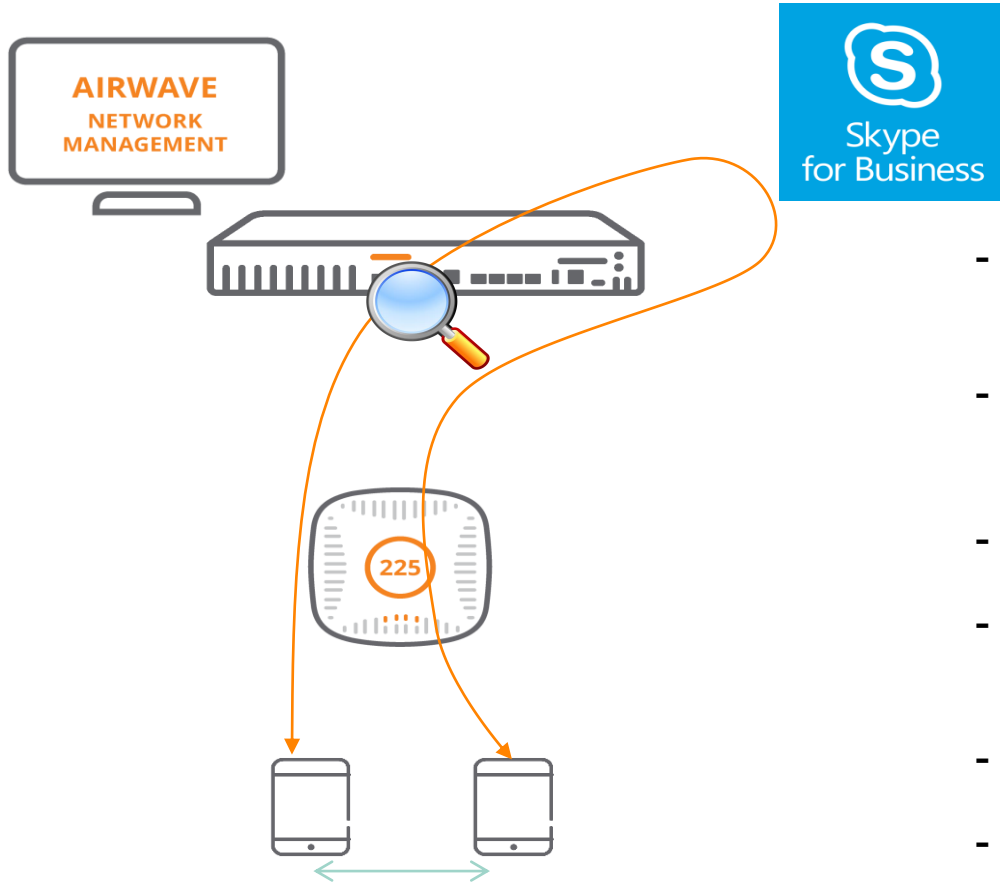 AIRWAVE
NETWORK
MANAGEMENT
S
Skype
for Business
-
-
225
-
-
-
-